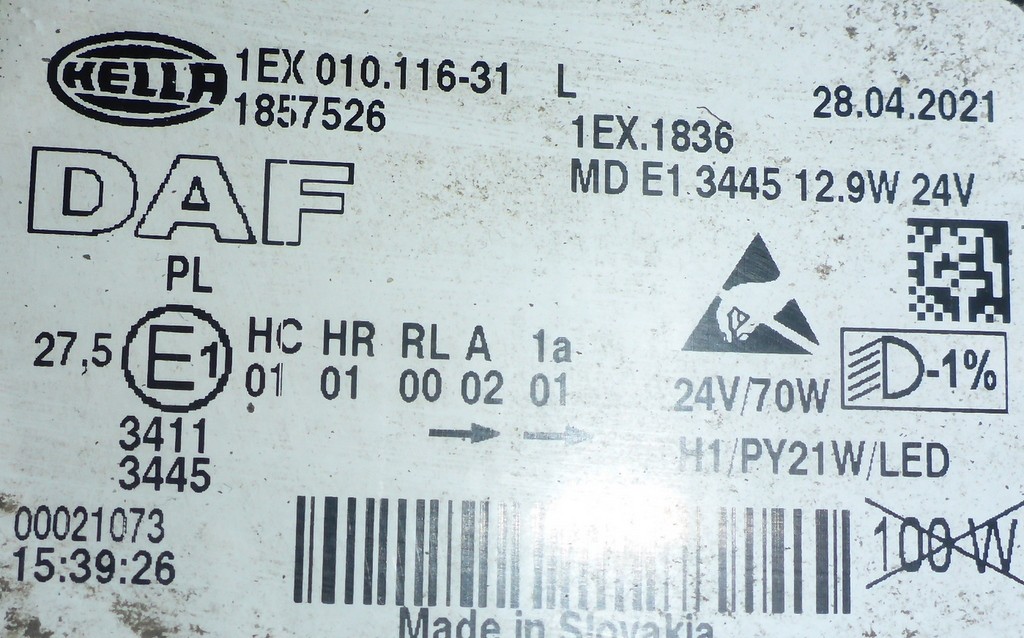 HELLA 1EX 010.116-31 L
1857526
28.04.2021
1EX.1836
MD E1 3445 12.9W 24V
DAF
PL
27,5 E1 HC HR RL A 1a
01 01 00 02 01
3411
3445
24V/70W
-1%
H1/PY21W/LED
00021073
15:39:26
100 W
Made in Slovakia